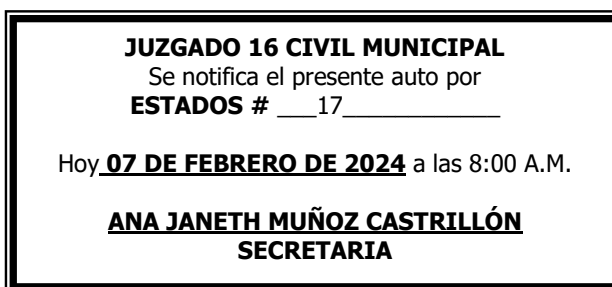 JUZGADO 16 CIVIL MUNICIPAL
Se notifica el presente auto por
ESTADOS # ___17____________
Hoy 07 DE FEBRERO DE 2024 a las 8:00 A.M.
ANA JANETH MUÑOZ CASTRILLÓN
SECRETARIA